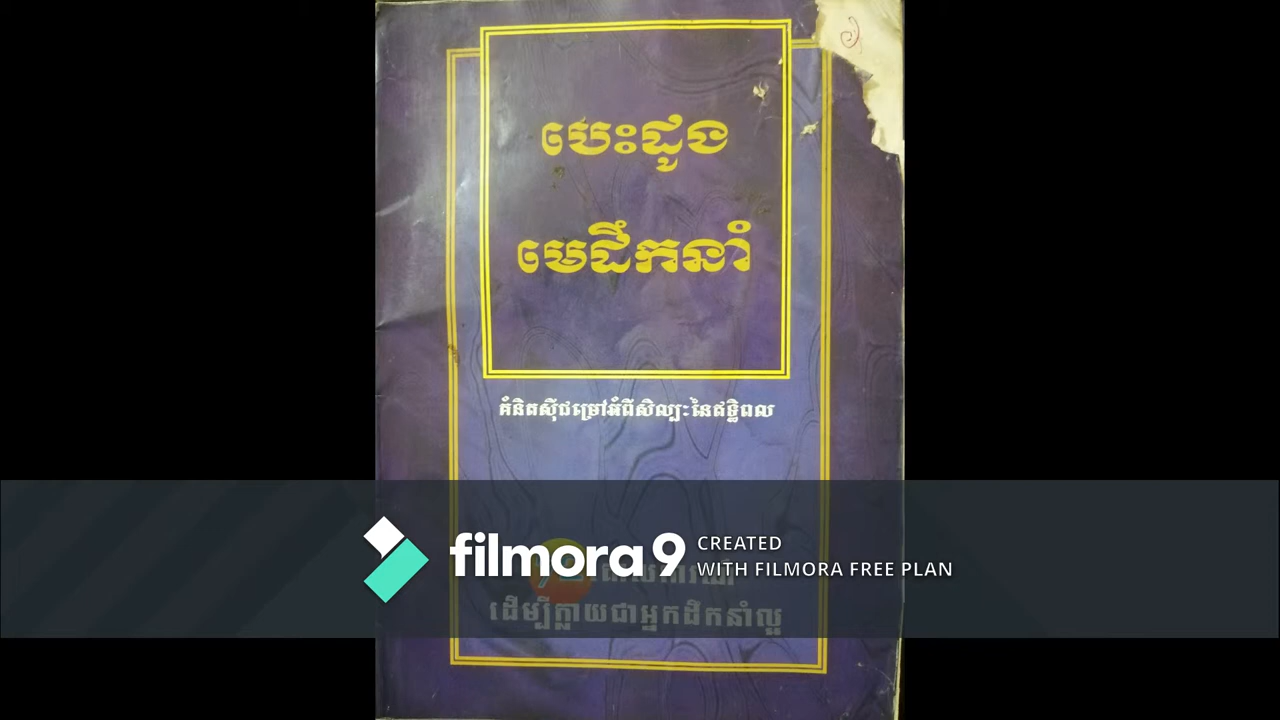 បេះដូង
មេដឹកនាំ
គំនិតស៊ីជម្រៅអំពីសិល្បៈនៃឥទ្ធិពល
filmora9
CREATED
WITH FILMORA FREE PLAN
ដើម្បីក្លាយជាអ្នកដឹកនាំល្អ